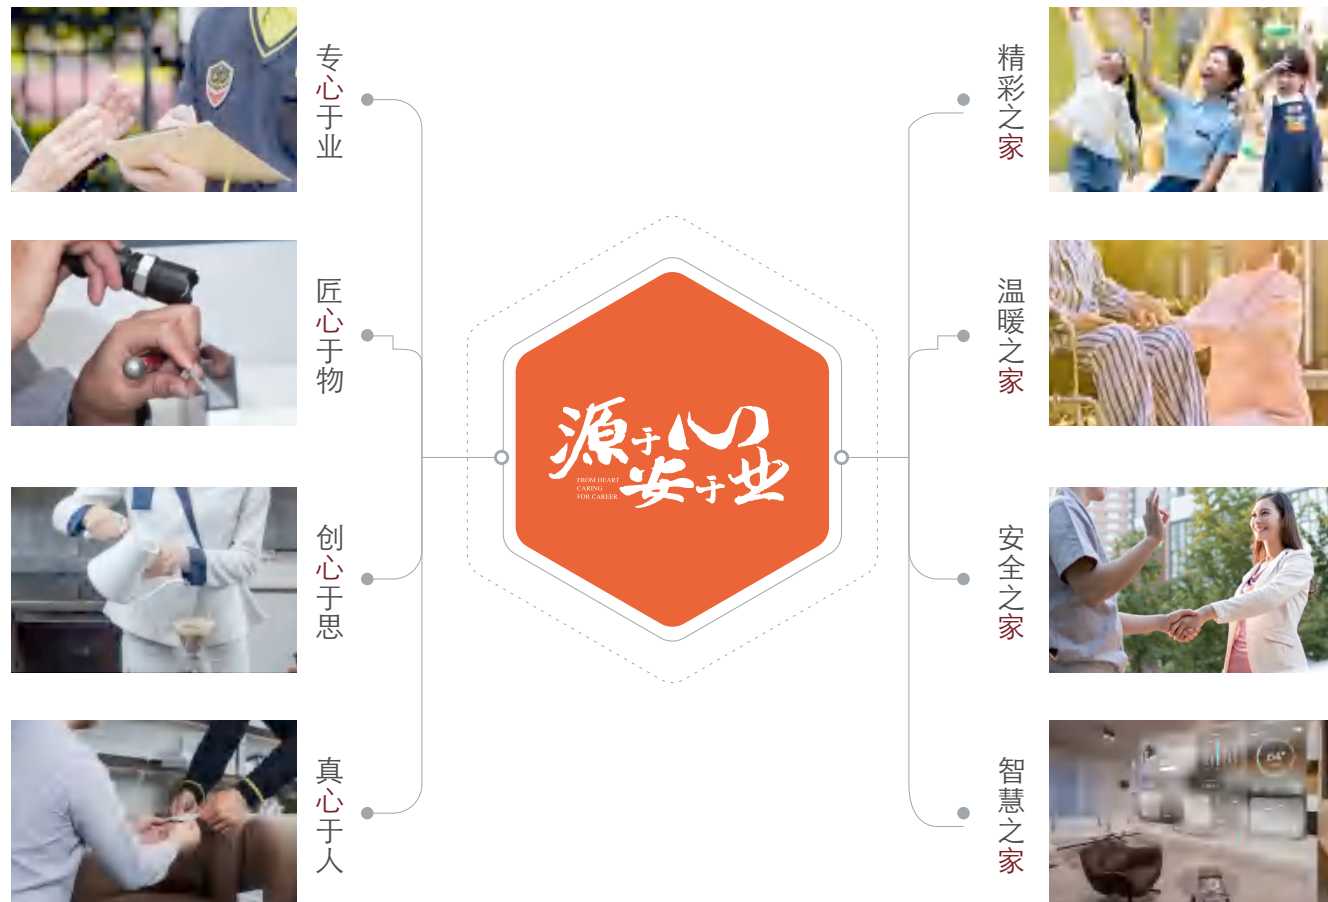 专心于业
匠心于物
创心于思
真心于人
源于心
安于业
FROM HEART
CARING
FOR CAREER
精彩之家
温暖之家
安全之家
智慧之家